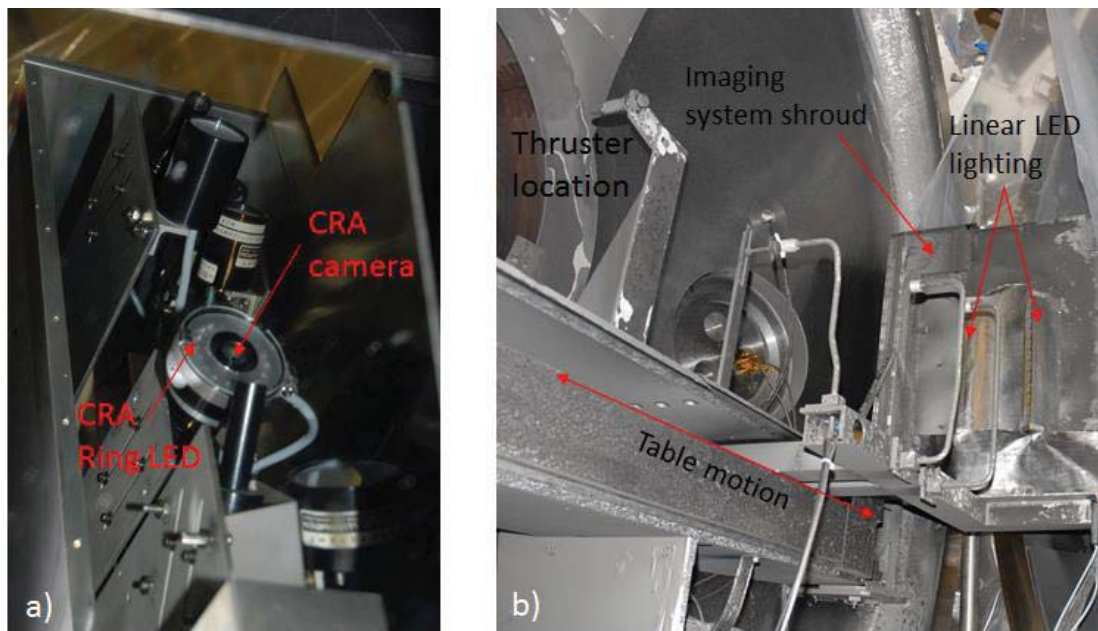 CRA
camera
CRA
Ring LED
a)
Imaging
system shroud
Linear LED
lighting
Thruster
location
Table motion
b)